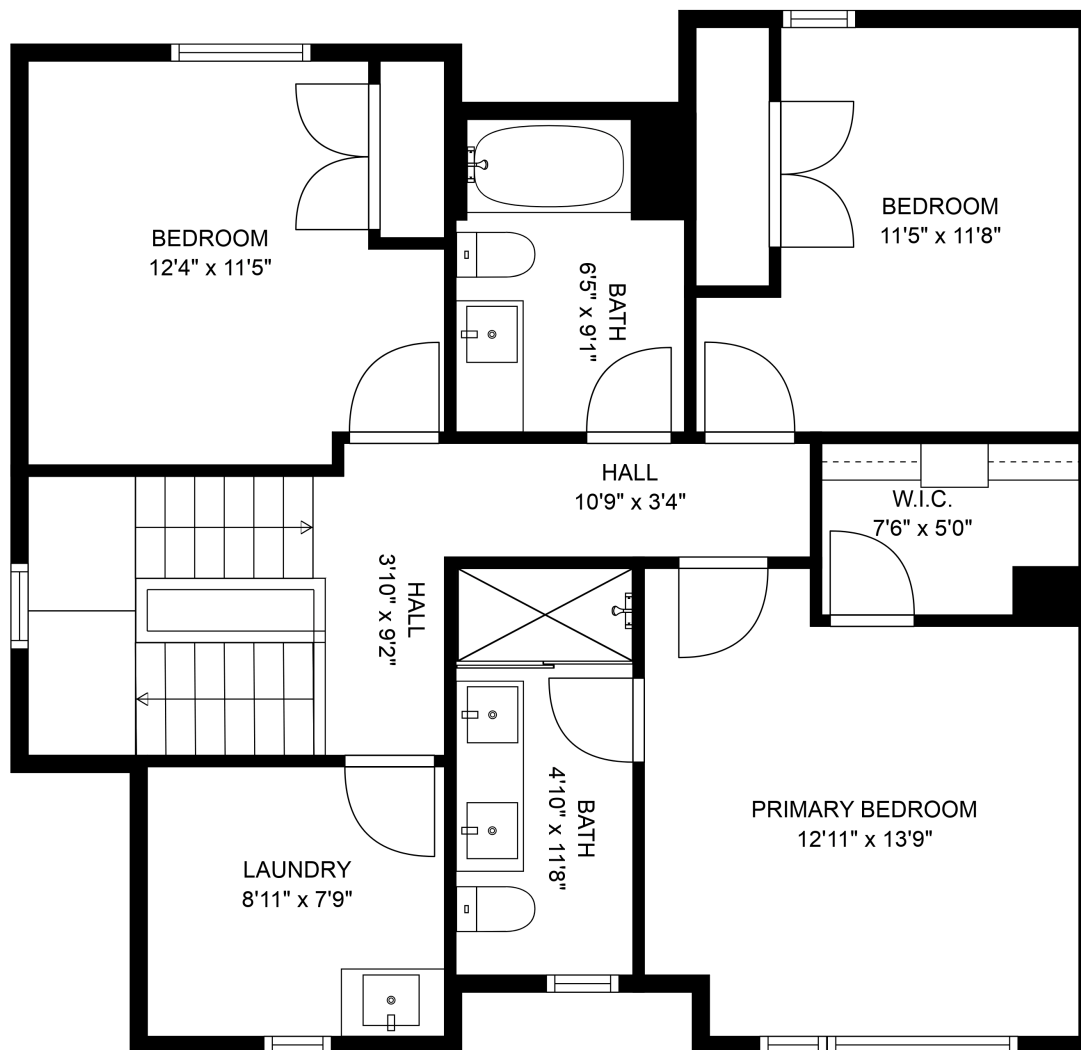 BEDROOM
12'4" x 11'5"
BATH
6'5" x 9'1"
BEDROOM
11'5" x 11'8"
HALL
10'9" x 3'4"
W.I.C.
7'6" x 5'0"
HALL
3'10" x 9'2"
BATH
4'10" x 11'8"
PRIMARY BEDROOM
12'11" x 13'9"
LAUNDRY
8'11" x 7'9"